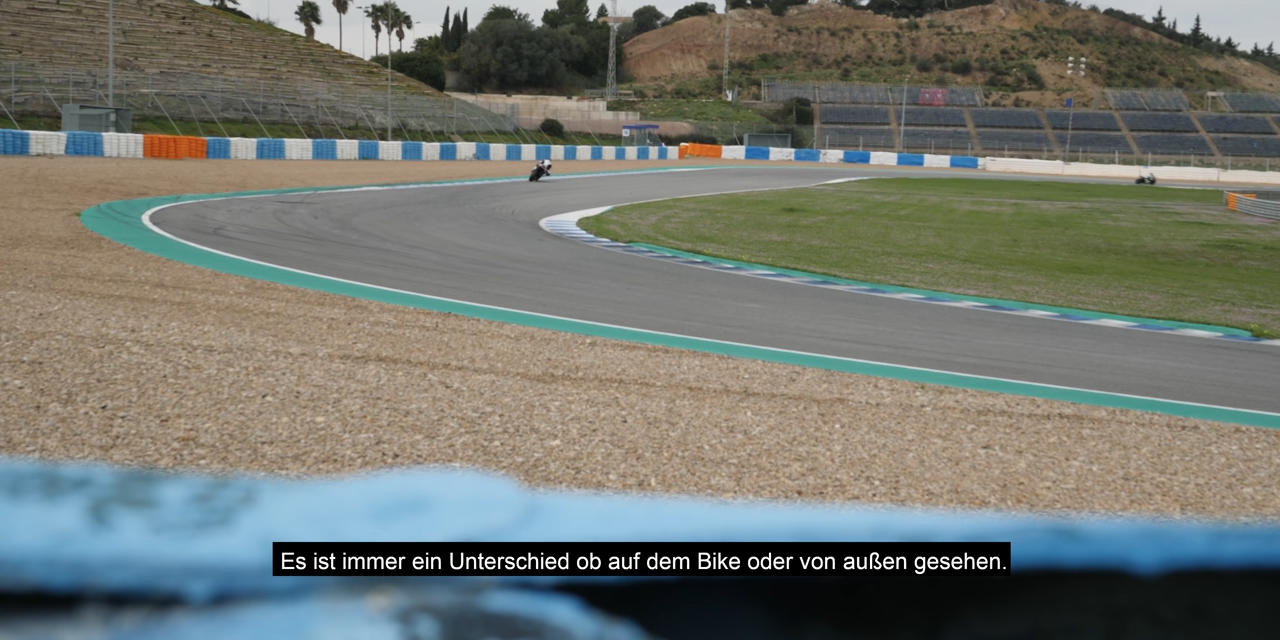 Es ist immer ein Unterschied ob auf dem Bike oder von außen gesehen.